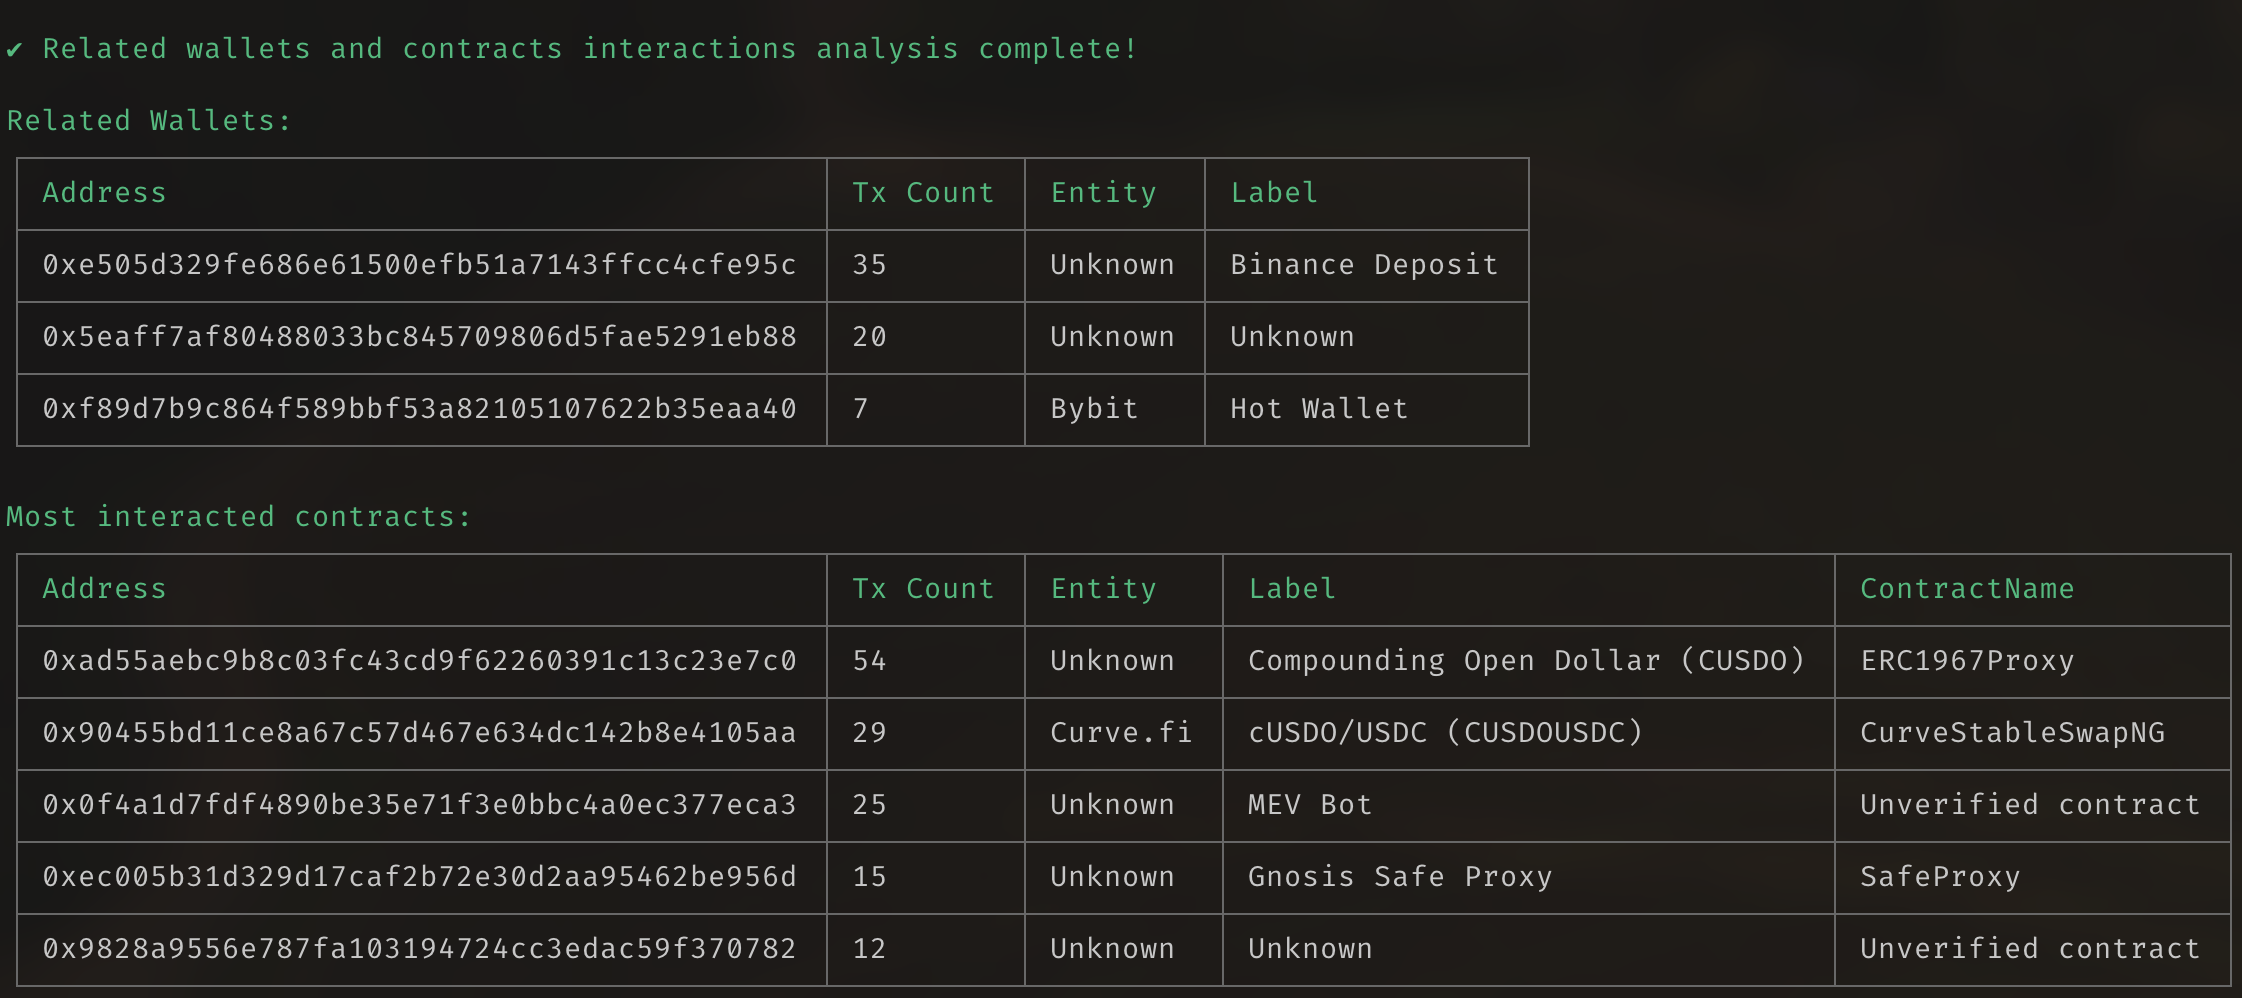 ✔ Related wallets and contracts interactions analysis complete!
Related Wallets:
Address Tx Count Entity Label
0xe505d329fe686e61500efb51a7143ffcc4cfe95c 35 Unknown Binance Deposit
0x5eaff7af80488033bc845709806d5fae5291eb88 20 Unknown Unknown
0xf89d7b9c864f589bbf53a82105107622b35eaa40 7 Bybit Hot Wallet
Most interacted contracts:
Address Tx Count Entity Label ContractName
0xad55aebc9b8c03fc43cd9f62260391c13c23e7c0 54 Unknown Compounding Open Dollar (CUSDO) ERC1967Proxy
0x90455bd11ce8a67c57d467e634dc142b8e4105aa 29 Curve.fi cUSDO/USDC (CUSDOUSDC) CurveStableSwapNG
0x0f4a1d7fdf4890be35e71f3e0bbc4a0ec377eca3 25 Unknown MEV Bot Unverified contract
0xec005b31d329d17caf2b72e30d2aa95462be956d 15 Unknown Gnosis Safe Proxy SafeProxy
0x9828a9556e787fa103194724cc3edac59f370782 12 Unknown Unknown Unverified contract